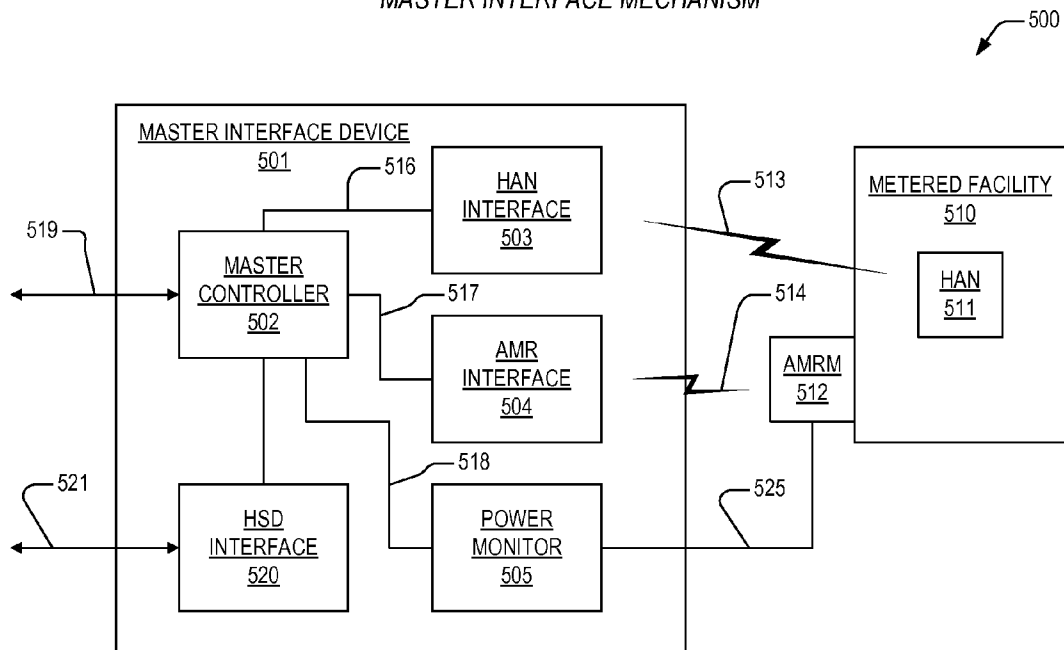 MASTER INTERFACE MECHANISM
500
MASTER INTERFACE DEVICE
501
516
HAN
INTERFACE
503
513
METERED FACILITY
510
519
MASTER
CONTROLLER
502
517
HAN
511
514
AMR
INTERFACE
504
AMRM
512
518
521
HSD
INTERFACE
520
POWER
MONITOR
505
525